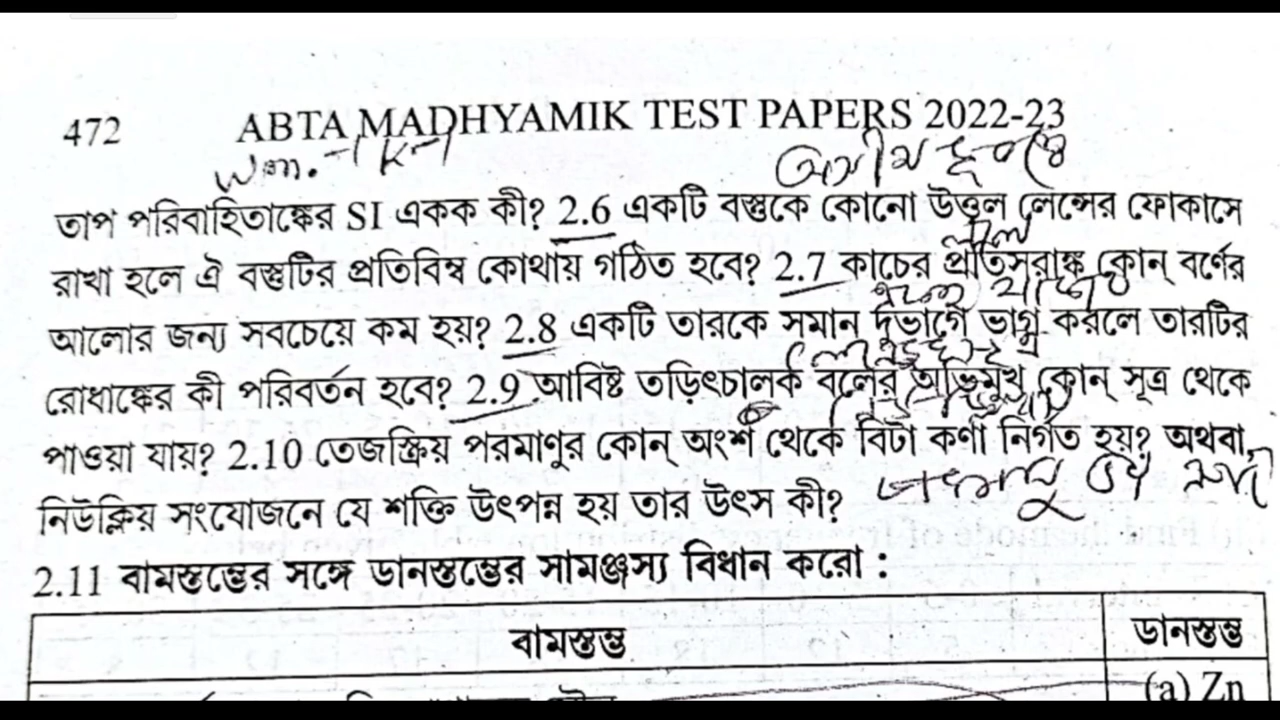 472 ABTA MADHYAMIK TEST PAPERS 2022-23
অসীম দূরত্বে
তাপ পরিবাহিতাঙ্কের SI একক কী? 2.6 একটি বস্তুকে কোনো উত্তল লেন্সের ফোকাসে
লাল
রাখা হলে ঐ বস্তুটির প্রতিবিম্ব কোথায় গঠিত হবে? 2.7 কাচের প্রতিসরাঙ্ক কোন্ বর্ণের
আলোর জন্য সবচেয়ে কম হয়? 2.8 একটি তারকে সমান দুভাগে ভাগ করলে তারটির
রোধাঙ্কের কী পরিবর্তন হবে? 2.9 আবিষ্ট তড়িৎচালক বলের অভিমুখ কোন্ সূত্র থেকে
পাওয়া যায়? 2.10 তেজস্ক্রিয় পরমাণুর কোন্ অংশ থেকে বিটা কণা নির্গত হয়? অথবা,
নিউক্লিয় সংযোজনে যে শক্তি উৎপন্ন হয় তার উৎস কী?
2.11 বামস্তম্ভের সঙ্গে ডানস্তম্ভের সামঞ্জস্য বিধান করো :
বামস্তম্ভ ডানস্তম্ভ
(a) Zn